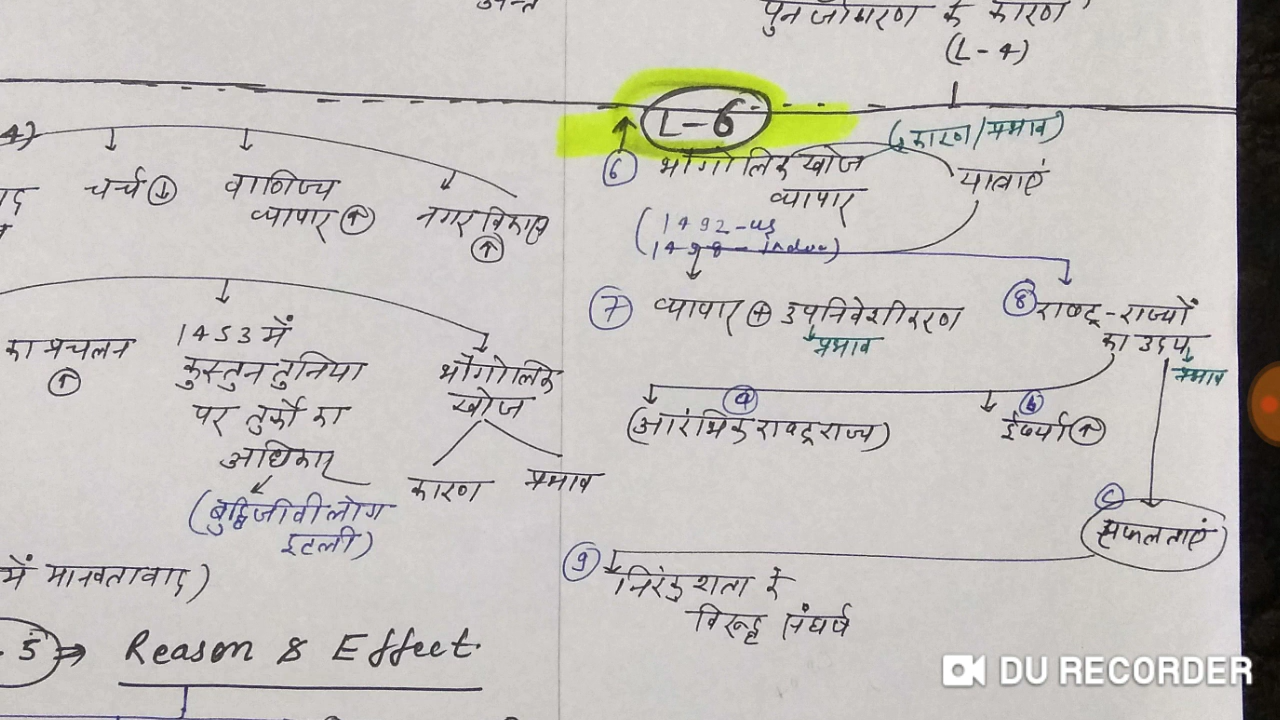 पुनर्जागरण के कारण
(L-4)
4)
चर्च ↓
वाणिज्य
व्यापार ↑
नगर विकास
↑
का प्रचलन
↑
1453 में
कुस्तुनतुनिया
पर तुर्कों का
अधिकार
(बुद्धिजीवी लोग
इटली)
भौगोलिक
खोज
कारण
प्रभाव
में मानवतावाद)
5 ⇒ Reason & Effect
L-6
(कारण/प्रभाव)
6 भौगोलिक खोज
व्यापार
यात्राएं
(1492-us
1498-India)
7 व्यापार + उपनिवेशीकरण
प्रभाव
8 राष्ट्र-राज्यों
का उदय
प्रभाव
a
(आरंभिक राष्ट्रराज्य)
b
ईर्ष्या ↑
c
सफलताएं
9 निरंकुशता के
विरूद्ध संघर्ष
DU RECORDER